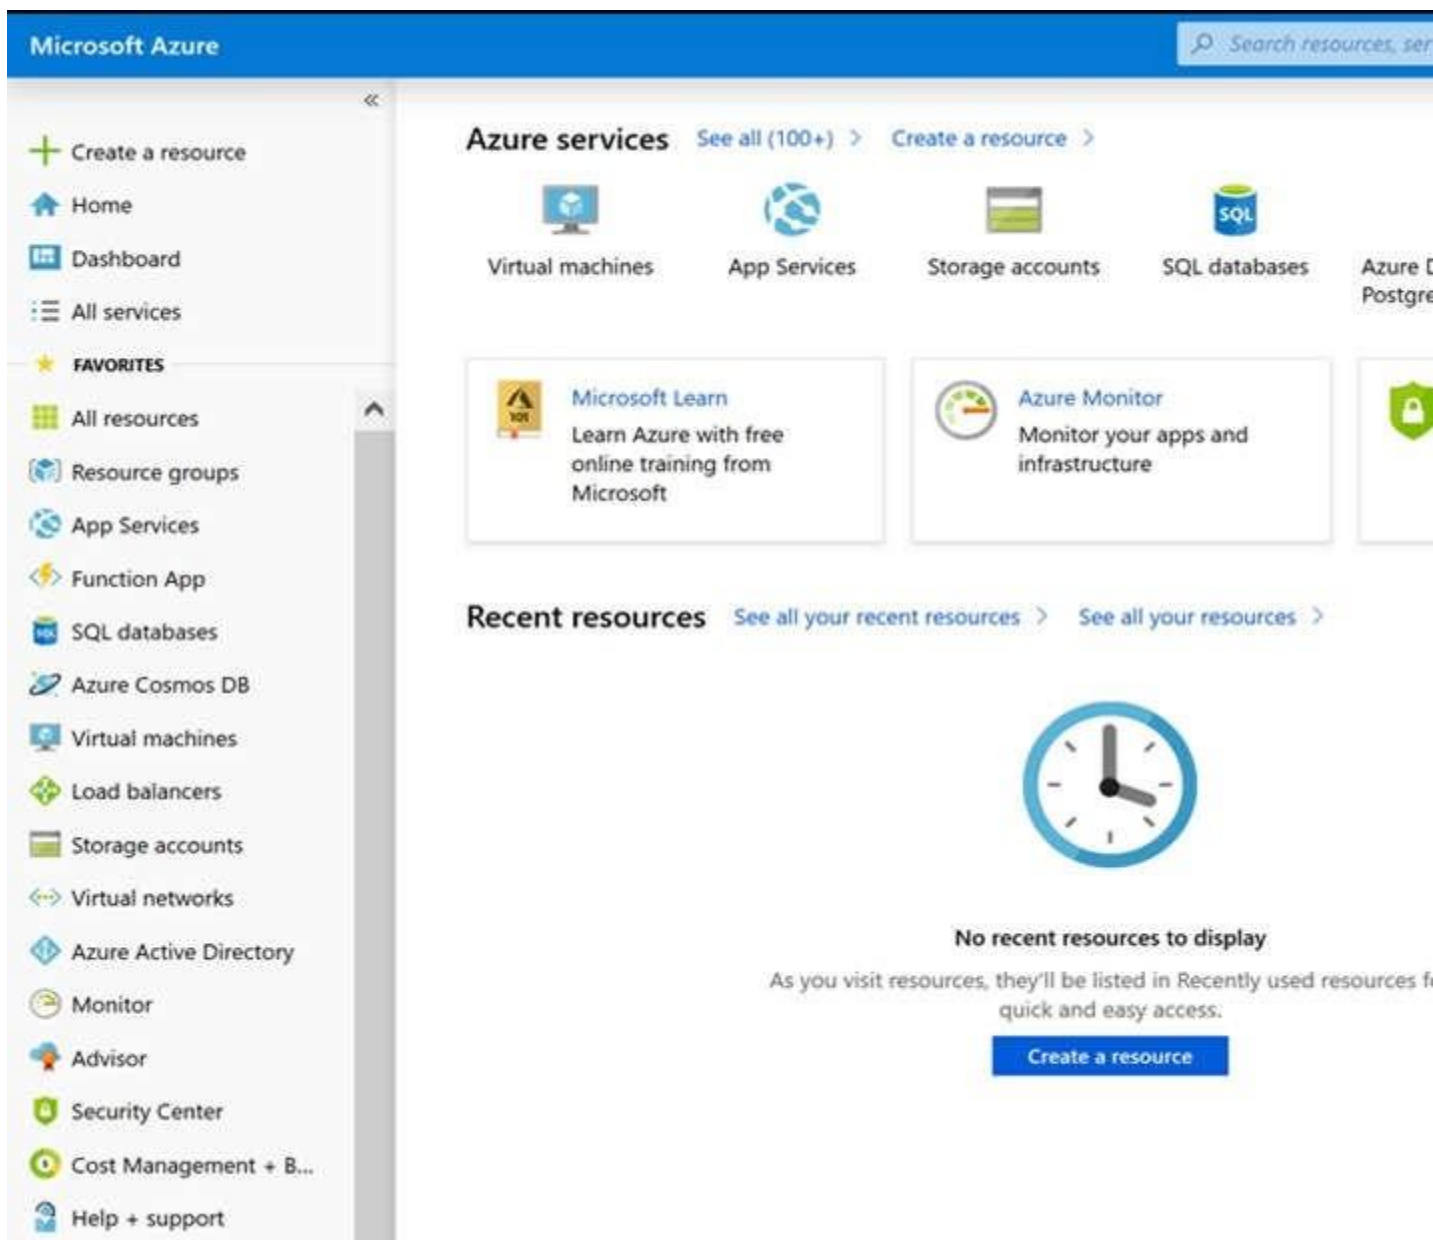 Microsoft Azure
Search resources, ser
«
Create a resource
Home
Dashboard
All services
FAVORITES
All resources
Resource groups
App Services
Function App
SQL databases
Azure Cosmos DB
Virtual machines
Load balancers
Storage accounts
Virtual networks
Azure Active Directory
Monitor
Advisor
Security Center
Cost Management + B...
Help + support
Azure services See all (100+) > Create a resource >
Virtual machines
App Services
Storage accounts
SQL
SQL databases
Azure D
Postgre
101
Microsoft Learn
Learn Azure with free
online training from
Microsoft
Azure Monitor
Monitor your apps and
infrastructure
Recent resources See all your recent resources > See all your resources >
No recent resources to display
As you visit resources, they'll be listed in Recently used resources f
quick and easy access.
Create a resource